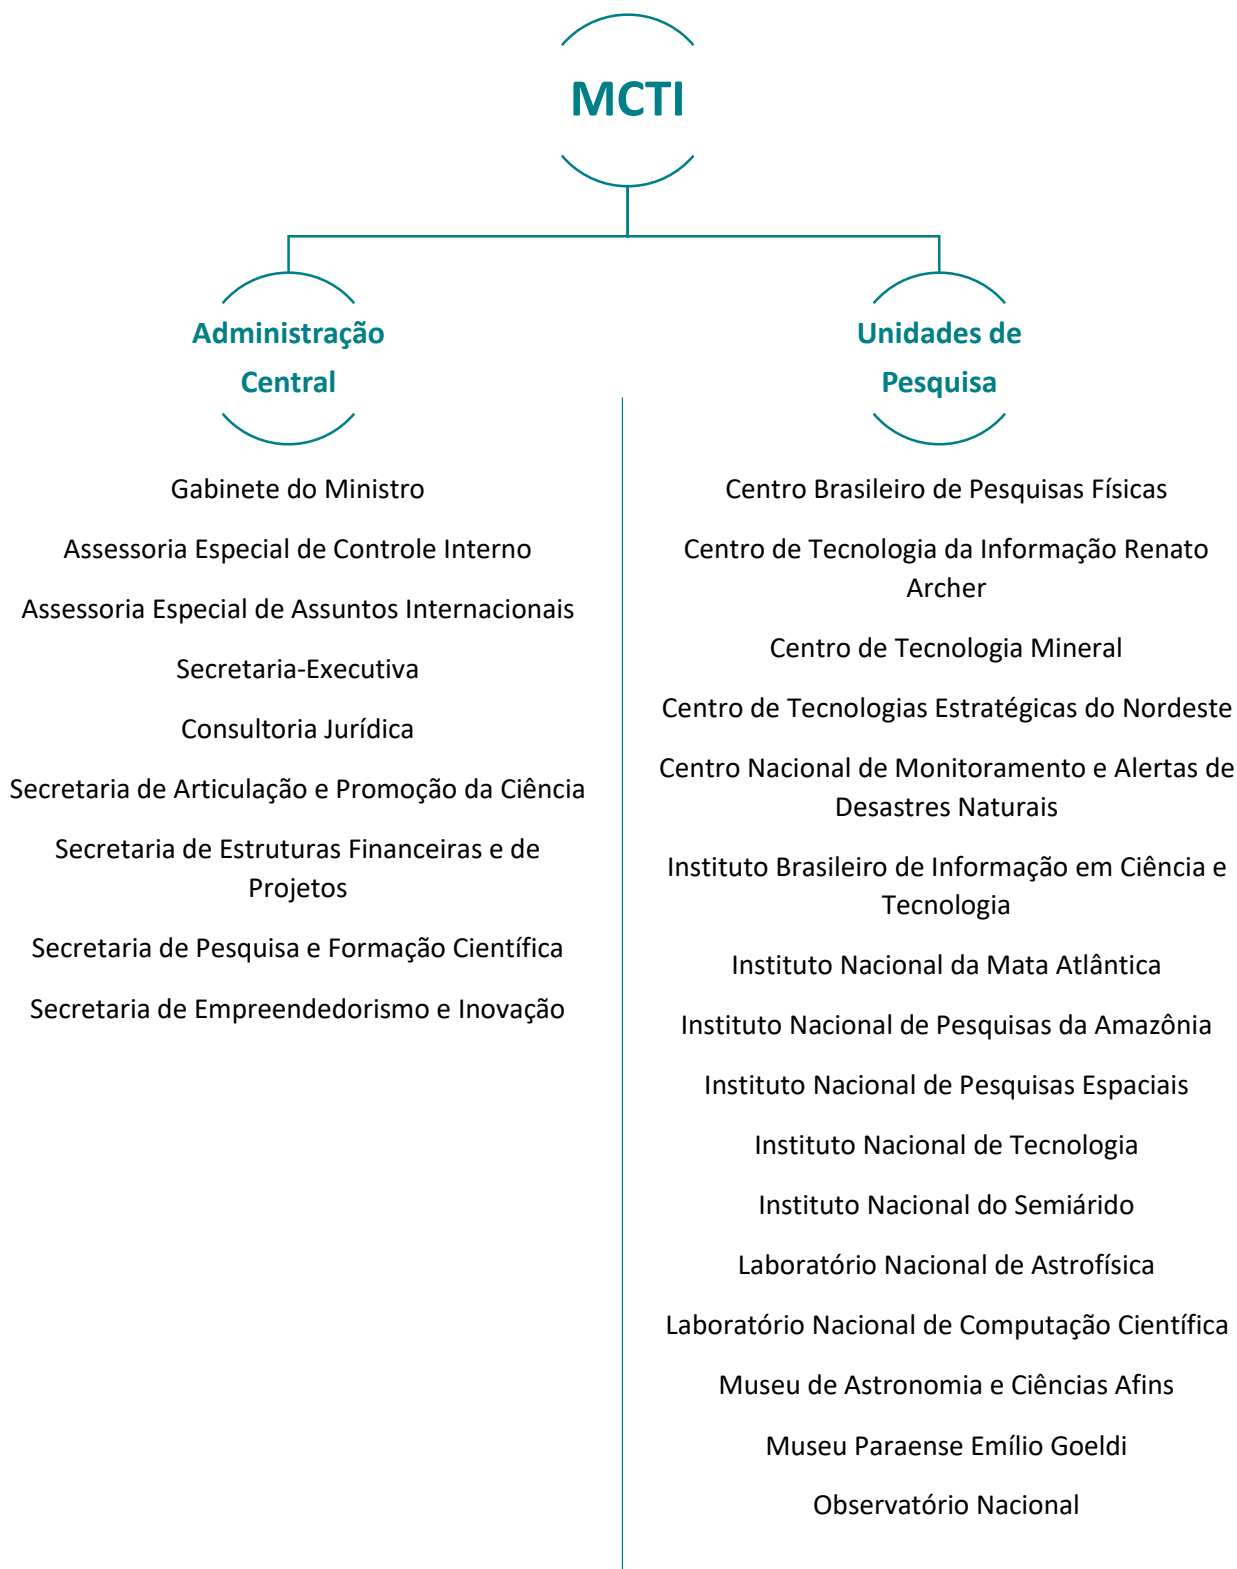 MCTI
Administração
Central
Gabinete do Ministro
Assessoria Especial de Controle Interno
Assessoria Especial de Assuntos Internacionais
Secretaria-Executiva
Consultoria Jurídica
Secretaria de Articulação e Promoção da Ciência
Secretaria de Estruturas Financeiras e de
Projetos
Secretaria de Pesquisa e Formação Científica
Secretaria de Empreendedorismo e Inovação
Unidades de
Pesquisa
Centro Brasileiro de Pesquisas Físicas
Centro de Tecnologia da Informação Renato
Archer
Centro de Tecnologia Mineral
Centro de Tecnologias Estratégicas do Nordeste
Centro Nacional de Monitoramento e Alertas de
Desastres Naturais
Instituto Brasileiro de Informação em Ciência e
Tecnologia
Instituto Nacional da Mata Atlântica
Instituto Nacional de Pesquisas da Amazônia
Instituto Nacional de Pesquisas Espaciais
Instituto Nacional de Tecnologia
Instituto Nacional do Semiárido
Laboratório Nacional de Astrofísica
Laboratório Nacional de Computação Científica
Museu de Astronomia e Ciências Afins
Museu Paraense Emílio Goeldi
Observatório Nacional